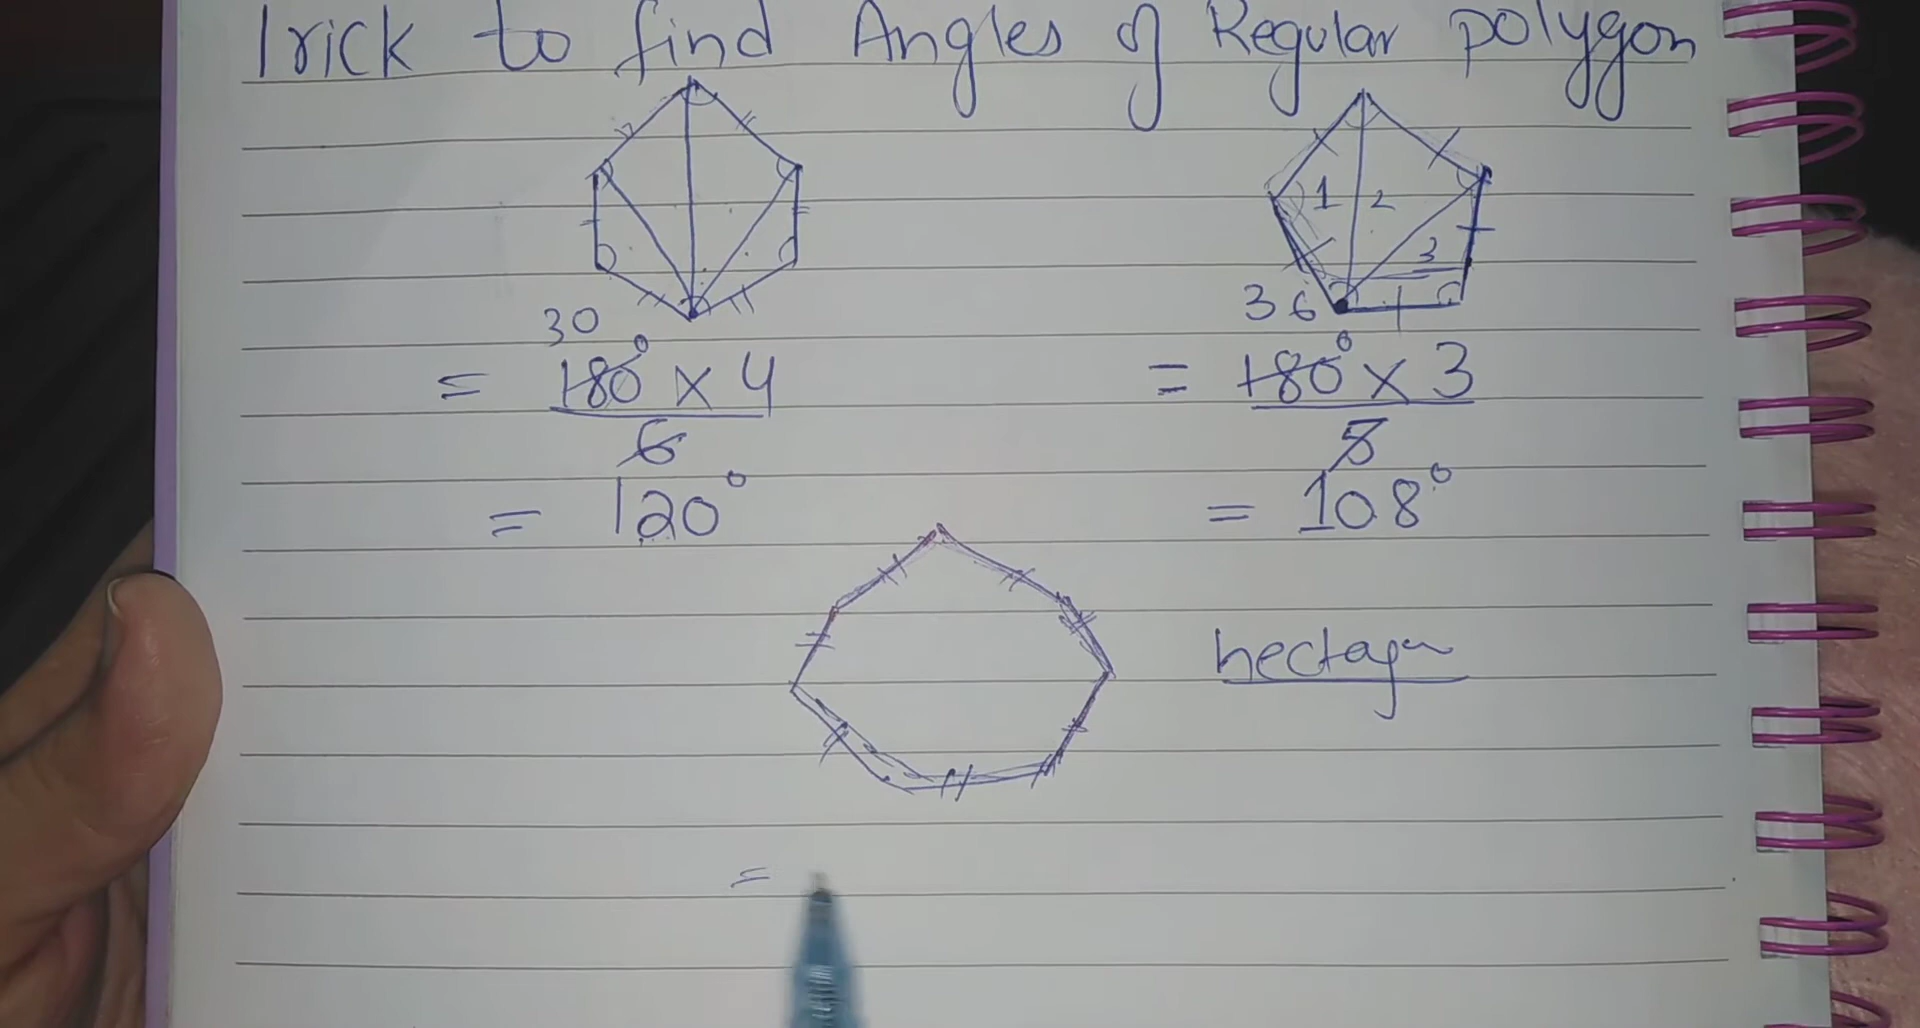 Trick to find Angles of Regular polygon
1 2
3
30
= 180° × 4
6
= 120°
36
= 180° × 3
5
= 108°
hectagon
=